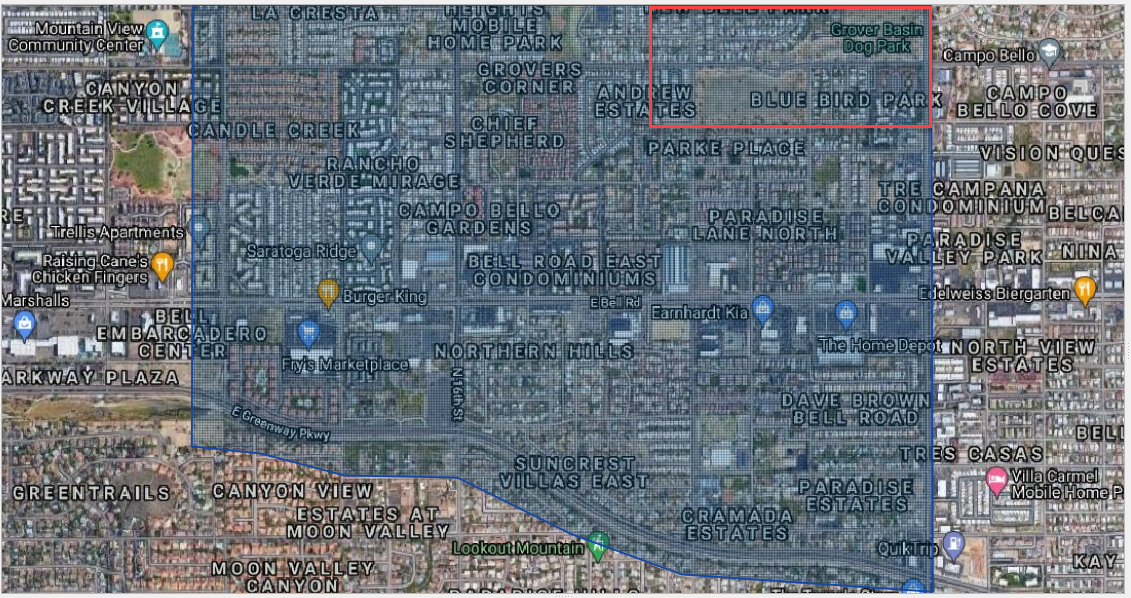 LA CRESTA
HEIGHTS
MOBILE
HOME PARK
Mountain View
Community Center
Grover Basin
Dog Park
Campo Bello
GROVERS
CORNER
CANYON
CREEK VILLAGE
ANDREW
ESTATES
BLUE BIRD PARK
CAMPO
BELLO COVE
CANDLE CREEK
CHIEF
SHEPHERD
PARKE PLACE
VISION QUES
RANCHO
VERDE MIRAGE
TRE CAMPANA
CONDOMINIUM
BELCA
RE
CAMPO BELLO
GARDENS
PARADISE
LANE NORTH
Trellis Apartments
Saratoga Ridge
PARADISE
VALLEY PARK
NINA
Raising Cane's
Chicken Fingers
BELL ROAD EAST
CONDOMINIUMS
Marshalls
Burger King
E Bell Rd
Earnhardt Kia
Edelweiss Biergarten
BELL
EMBARCADERO
CENTER
Fry's Marketplace
NORTHERN HILLS
The Home Depot
NORTH VIEW
ESTATES
ARKWAY PLAZA
N 16th St
DAVE BROWN
BELL ROAD
E Greenway Pkwy
BELL
TRES CASAS
SUNCREST
VILLAS EAST
Villa Carmel
Mobile Home P
GREENTRAILS
CANYON VIEW
PARADISE
ESTATES
ESTATES AT
MOON VALLEY
CRAMADA
ESTATES
Lookout Mountain
QuikTrip
KAY
MOON VALLEY
CANYON